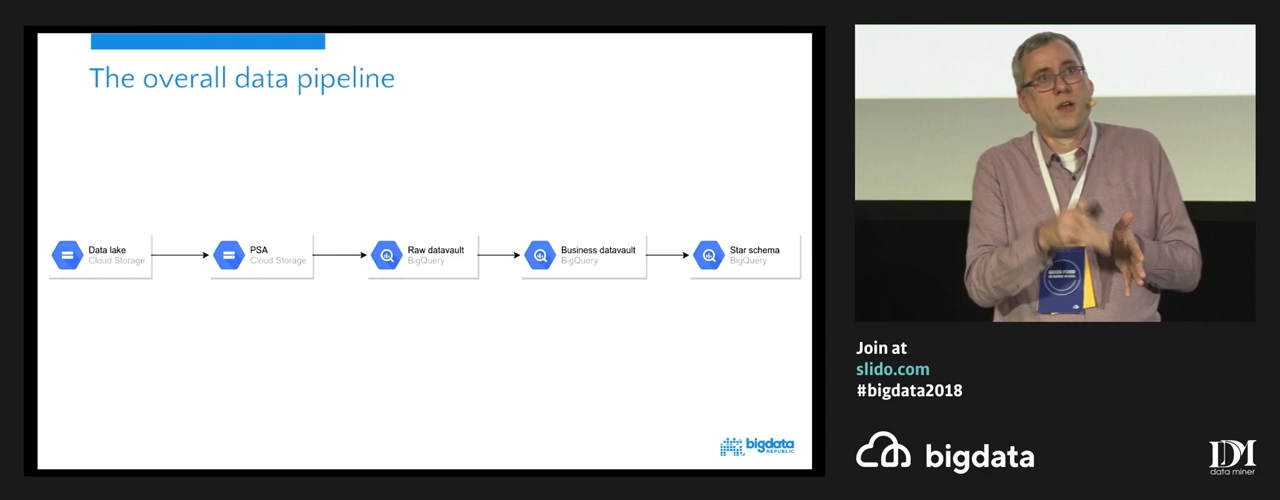 The overall data pipeline
Data lake
Cloud Storage
PSA
Cloud Storage
Raw datavault
BigQuery
Business datavault
BigQuery
Star schema
BigQuery
bigdata
REPUBLIC
Join at
slido.com
#bigdata2018
bigdata
DM
data miner